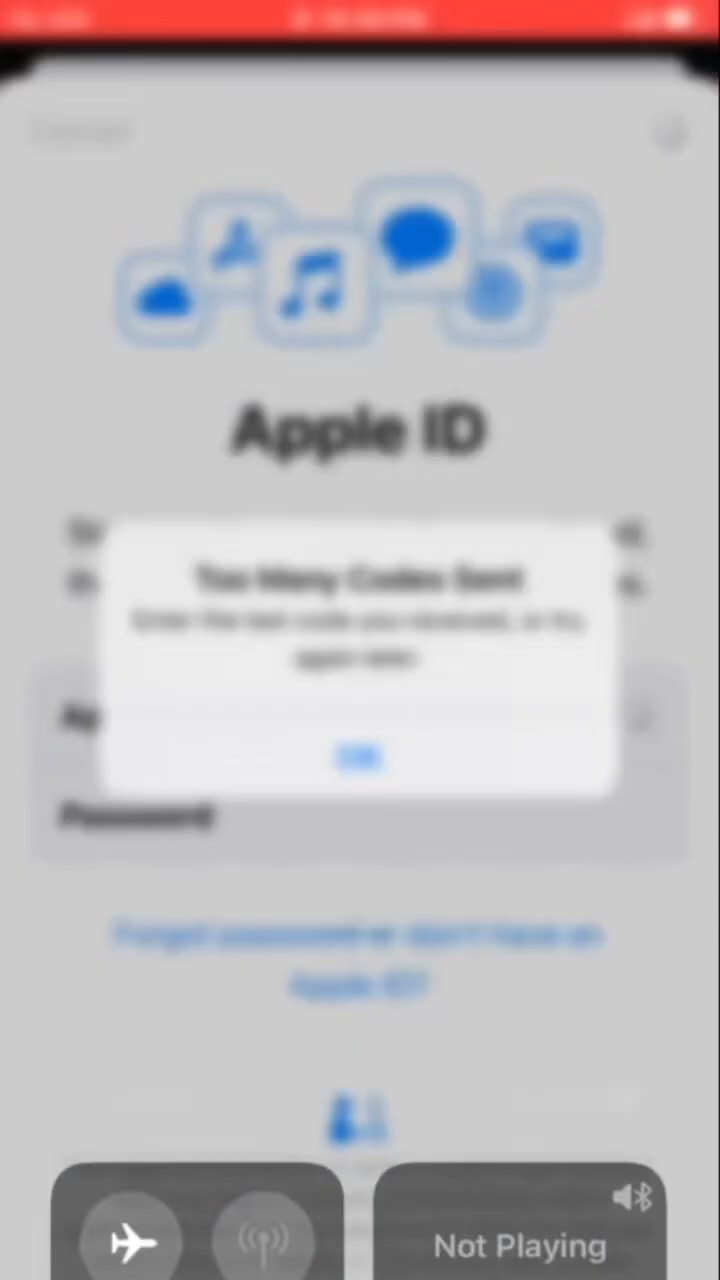 Apple ID
Too Many Codes Sent
Enter the last code you received, or try
again later.
OK
Password
Forgot password or don't have an
Apple ID?
Not Playing